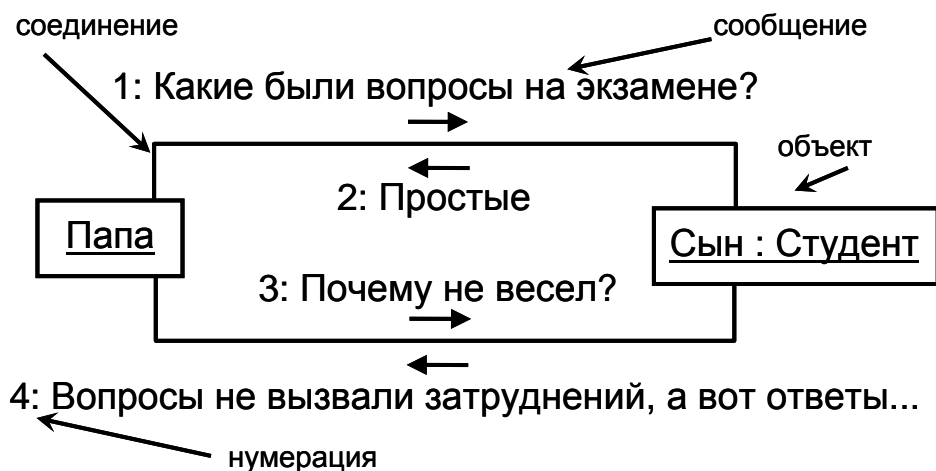 соединение
сообщение
1: Какие были вопросы на экзамене?
объект
2: Простые
Папа
Сын : Студент
3: Почему не весел?
4: Вопросы не вызвали затруднений, а вот ответы...
нумерация